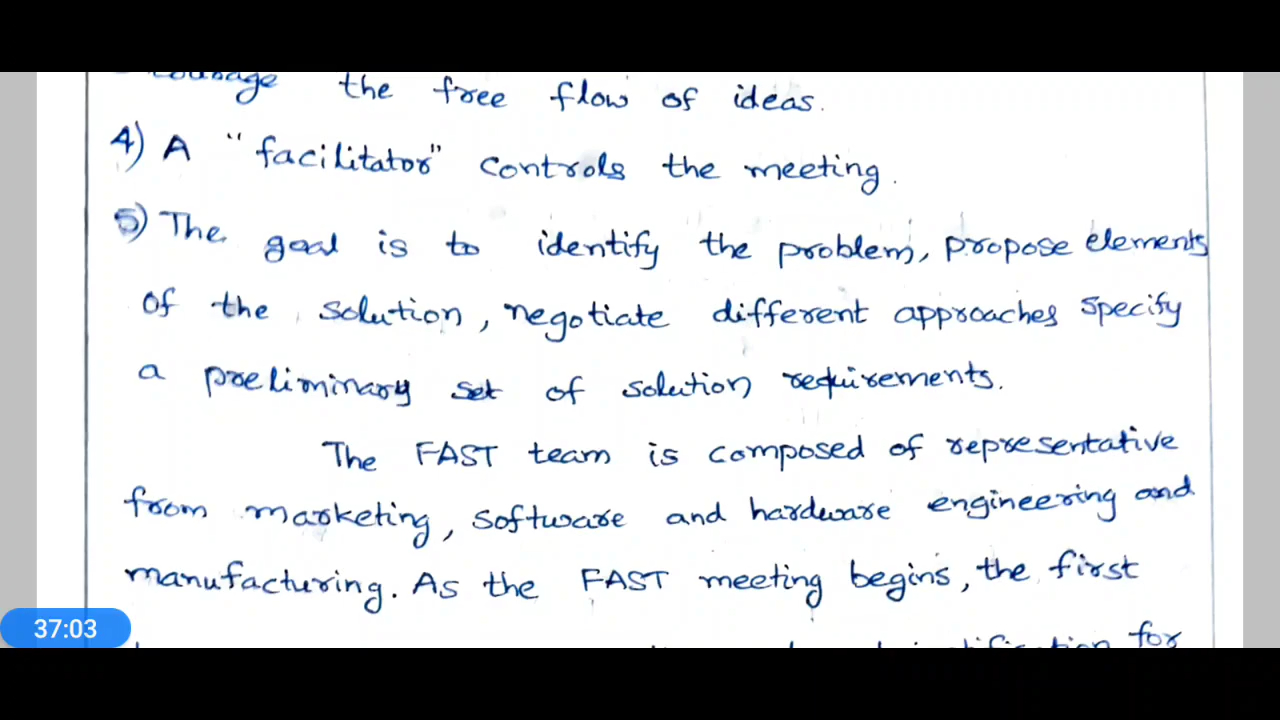 the free flow of ideas.
4) A "facilitator" controls the meeting.
5) The goal is to identify the problem, propose elements
of the solution, negotiate different approaches specify
a preliminary set of solution requirements.
The FAST team is composed of representative
from marketing, software and hardware engineering and
manufacturing. As the FAST meeting begins, the first
for
37:03